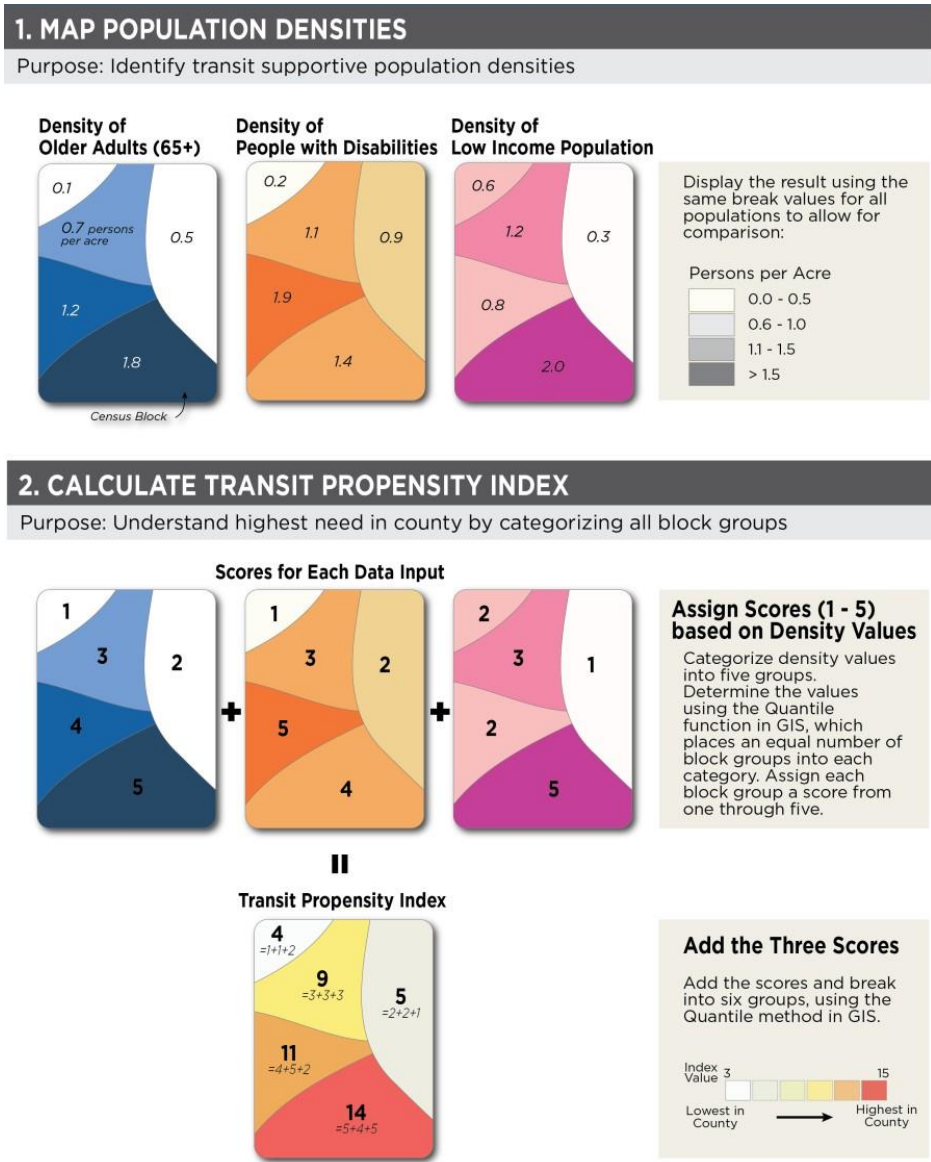 1. MAP POPULATION DENSITIES
Purpose: Identify transit supportive population densities
Density of
Older Adults (65+)
0.1
0.7 persons
per acre
0.5
1.2
1.8
Census Block
Density of
People with Disabilities
0.2
1.1
0.9
1.9
1.4
Density of
Low Income Population
0.6
1.2
0.3
0.8
2.0
Display the result using the
same break values for all
populations to allow for
comparison:
Persons per Acre
0.0 - 0.5
0.6 - 1.0
1.1 - 1.5
> 1.5
2. CALCULATE TRANSIT PROPENSITY INDEX
Purpose: Understand highest need in county by categorizing all block groups
Scores for Each Data Input
1
3
2
4
5
+
1
3
2
5
4
+
2
3
1
2
5
Assign Scores (1 - 5)
based on Density Values
Categorize density values
into five groups.
Determine the values
using the Quantile
function in GIS, which
places an equal number of
block groups into each
category. Assign each
block group a score from
one through five.
=
Transit Propensity Index
4
=1+1+2
9
=3+3+3
5
=2+2+1
11
=4+5+2
14
=5+4+5
Add the Three Scores
Add the scores and break
into six groups, using the
Quantile method in GIS.
Index
Value
3
15
Lowest in
County
Highest in
County